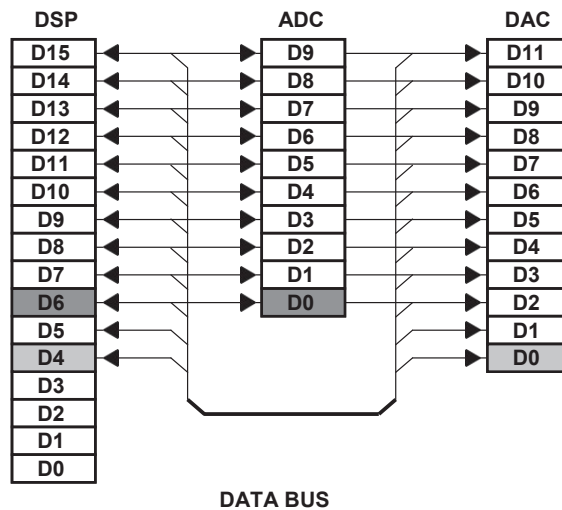 DSP ADC DAC
D15 D9 D11
D14 D8 D10
D13 D7 D9
D12 D6 D8
D11 D5 D7
D10 D4 D6
D9 D3 D5
D8 D2 D4
D7 D1 D3
D6 D0 D2
D5 D1
D4 D0
D3
D2
D1
D0
DATA BUS